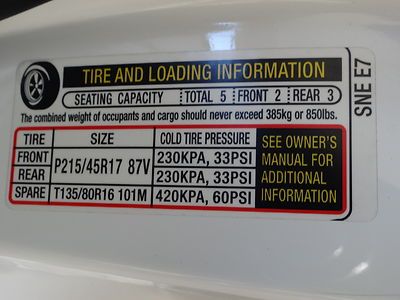 TIRE AND LOADING INFORMATION
SEATING CAPACITY TOTAL 5 FRONT 2 REAR 3
The combined weight of occupants and cargo should never exceed 385kg or 850lbs.
TIRE SIZE COLD TIRE PRESSURE
FRONT P215/45R17 87V 230KPA, 33PSI
REAR 230KPA, 33PSI
SPARE T135/80R16 101M 420KPA, 60PSI
SEE OWNER'S
MANUAL FOR
ADDITIONAL
INFORMATION
SNE E7